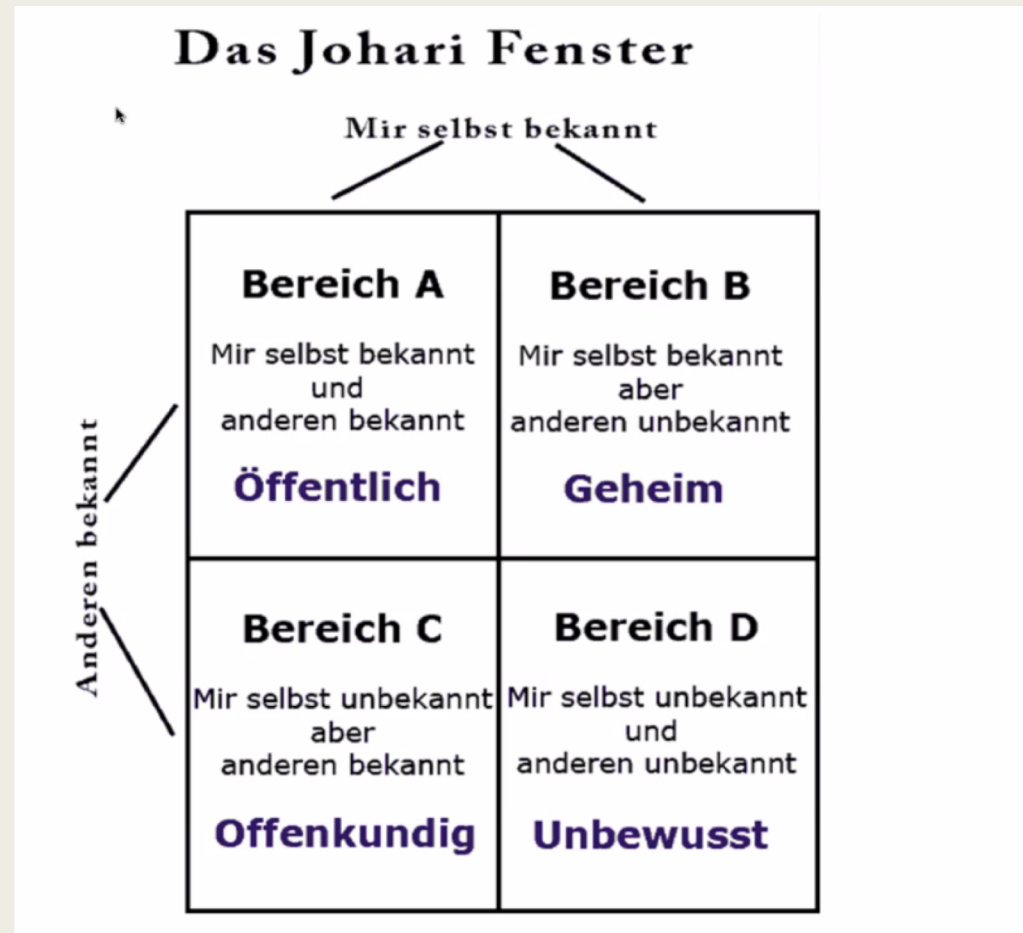 Das Johari Fenster
Mir selbst bekannt
Anderen bekannt
Bereich A
Mir selbst bekannt
und
anderen bekannt
Öffentlich
Bereich B
Mir selbst bekannt
aber
anderen unbekannt
Geheim
Bereich C
Mir selbst unbekannt
aber
anderen bekannt
Offenkundig
Bereich D
Mir selbst unbekannt
und
anderen unbekannt
Unbewusst